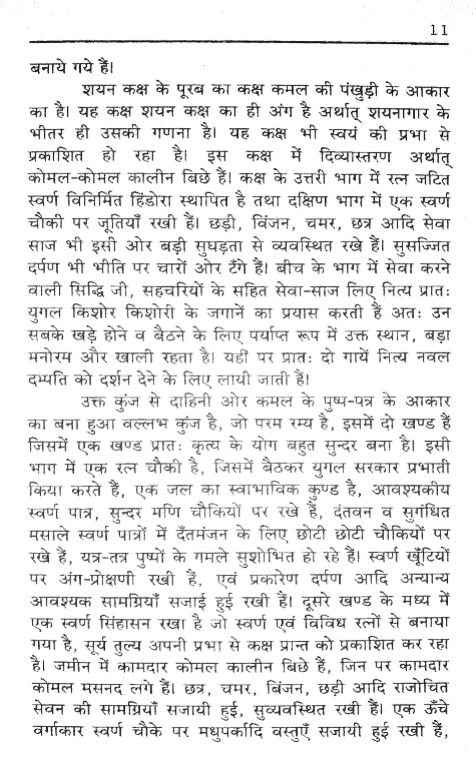 11
बनाये गये हैं।
शयन कक्ष के पूरब का कक्ष कमल की पंखुड़ी के आकार
का है। यह कक्ष शयन कक्ष का ही अंग है अर्थात् शयनागार के
भीतर ही उसकी गणना है। यह कक्ष भी स्वयं की प्रभा से
प्रकाशित हो रहा है। इस कक्ष में दिव्यास्तरण अर्थात्
कोमल-कोमल कालीन बिछे हैं। कक्ष के उत्तरी भाग में रत्न जटित
स्वर्ण विनिर्मित हिंडोरा स्थापित है तथा दक्षिण भाग में एक स्वर्ण
चौकी पर जूतियाँ रखी हैं। छड़ी, विंजन, चमर, छत्र आदि सेवा
साज भी इसी ओर बड़ी सुघड़ता से व्यवस्थित रखे हैं। सुसज्जित
दर्पण भी भीति पर चारों ओर टँगे हैं। बीच के भाग में सेवा करने
वाली सिद्धि जी, सहचरियों के सहित सेवा-साज लिए नित्य प्रातः
युगल किशोर किशोरी के जगाने का प्रयास करती हैं अतः उन
सबके खड़े होने व बैठने के लिए पर्याप्त रूप में उक्त स्थान, बड़ा
मनोरम और खाली रहता है। यहीं पर प्रातः दो गायें नित्य नवल
दम्पति को दर्शन देने के लिए लायी जाती हैं।
उक्त कुंज से दाहिनी ओर कमल के पुष्प-पत्र के आकार
का बना हुआ वल्लभ कुंज है, जो परम रम्य है, इसमें दो खण्ड हैं
जिसमें एक खण्ड प्रातः कृत्य के योग बहुत सुन्दर बना है। इसी
भाग में एक रत्न चौकी है, जिसमें बैठकर युगल सरकार प्रभाती
किया करते हैं, एक जल का स्वाभाविक कुण्ड है, आवश्यकीय
स्वर्ण पात्र, सुन्दर मणि चौकियों पर रखे हैं, दंतवन व सुगंधित
मसाले स्वर्ण पात्रों में दँतमंजन के लिए छोटी छोटी चौकियों पर
रखे हैं, यत्र-तत्र पुष्पों के गमले सुशोभित हो रहे हैं। स्वर्ण खूँटियों
पर अंग-प्रोक्षणी रखी हैं, एवं प्रकारेण दर्पण आदि अन्यान्य
आवश्यक सामग्रियाँ सजाई हुई रखी हैं। दूसरे खण्ड के मध्य में
एक स्वर्ण सिंहासन रखा है जो स्वर्ण एवं विविध रत्नों से बनाया
गया है, सूर्य तुल्य अपनी प्रभा से कक्ष प्रान्त को प्रकाशित कर रहा
है। जमीन में कामदार कोमल कालीन बिछे हैं, जिन पर कामदार
कोमल मसनद लगे हैं। छत्र, चमर, बिंजन, छड़ी आदि राजोचित
सेवन की सामग्रियाँ सजायी हुई, सुव्यवस्थित रखी हैं। एक ऊँचे
वर्गाकार स्वर्ण चौके पर मधुपर्कादि वस्तुएँ सजायी हुई रखी हैं,